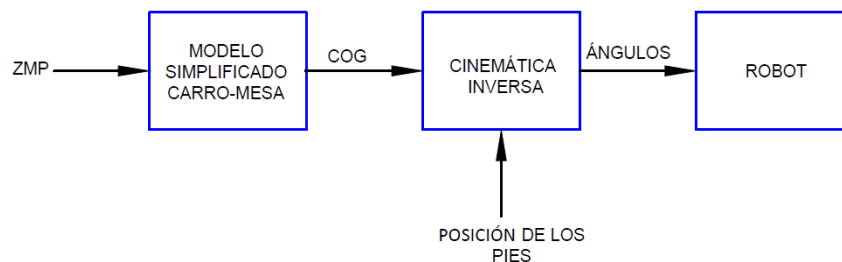 ZMP
MODELO
SIMPLIFICADO
CARRO-MESA
COG
CINEMÁTICA
INVERSA
ÁNGULOS
ROBOT
POSICIÓN DE LOS
PIES